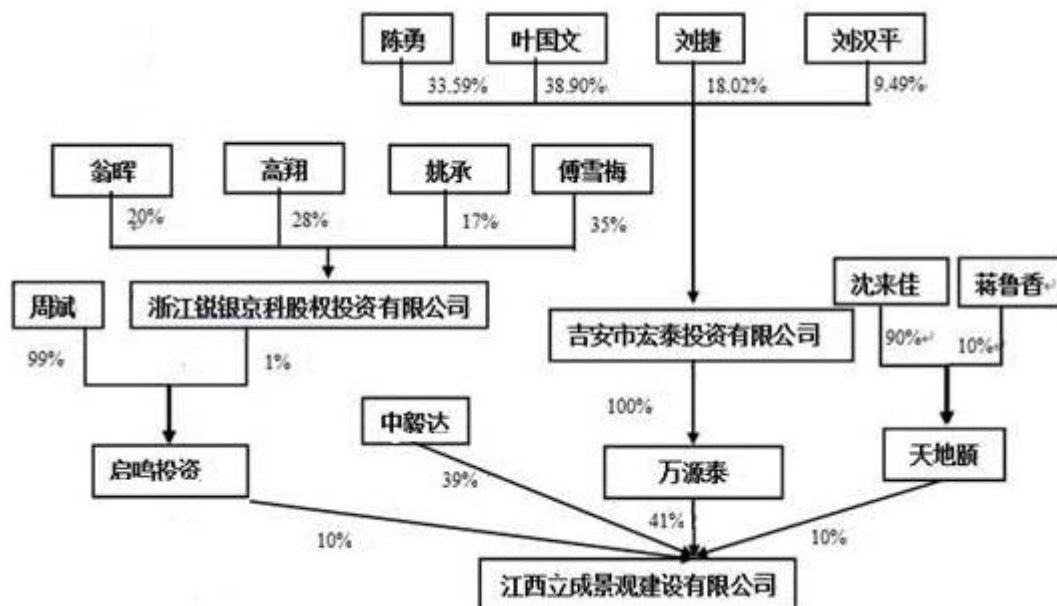 陈勇 叶国文 刘捷 刘汉平
33.59% 38.90% 18.02% 9.49%
翁晖 高翔 姚承 傅雪梅
20% 28% 17% 35%
周斌 浙江锐银京科股权投资有限公司 沈来佳 蒋鲁香
吉安市宏泰投资有限公司
99% 1% 90% 10%
100%
中毅达
启鸣投资 万源泰 天地颐
39%
10% 41% 10%
江西立成景观建设有限公司